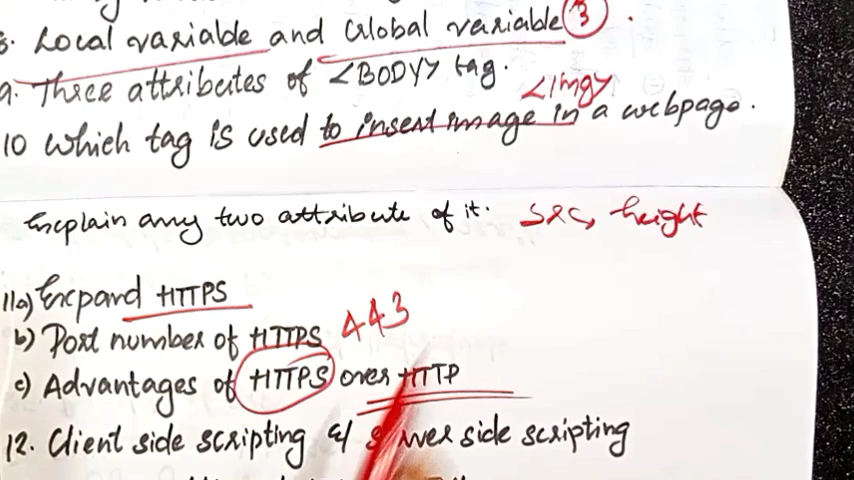 8. Local variable and Global variable (3).
9. Three attributes of <BODY> tag.
<img>
10 Which tag is used to insert image in a webpage.
Explain any two attribute of it. src, height
11a) Expand HTTPS
b) Port number of HTTPS 443
c) Advantages of HTTPS over HTTP
12. Client side scripting side scripting